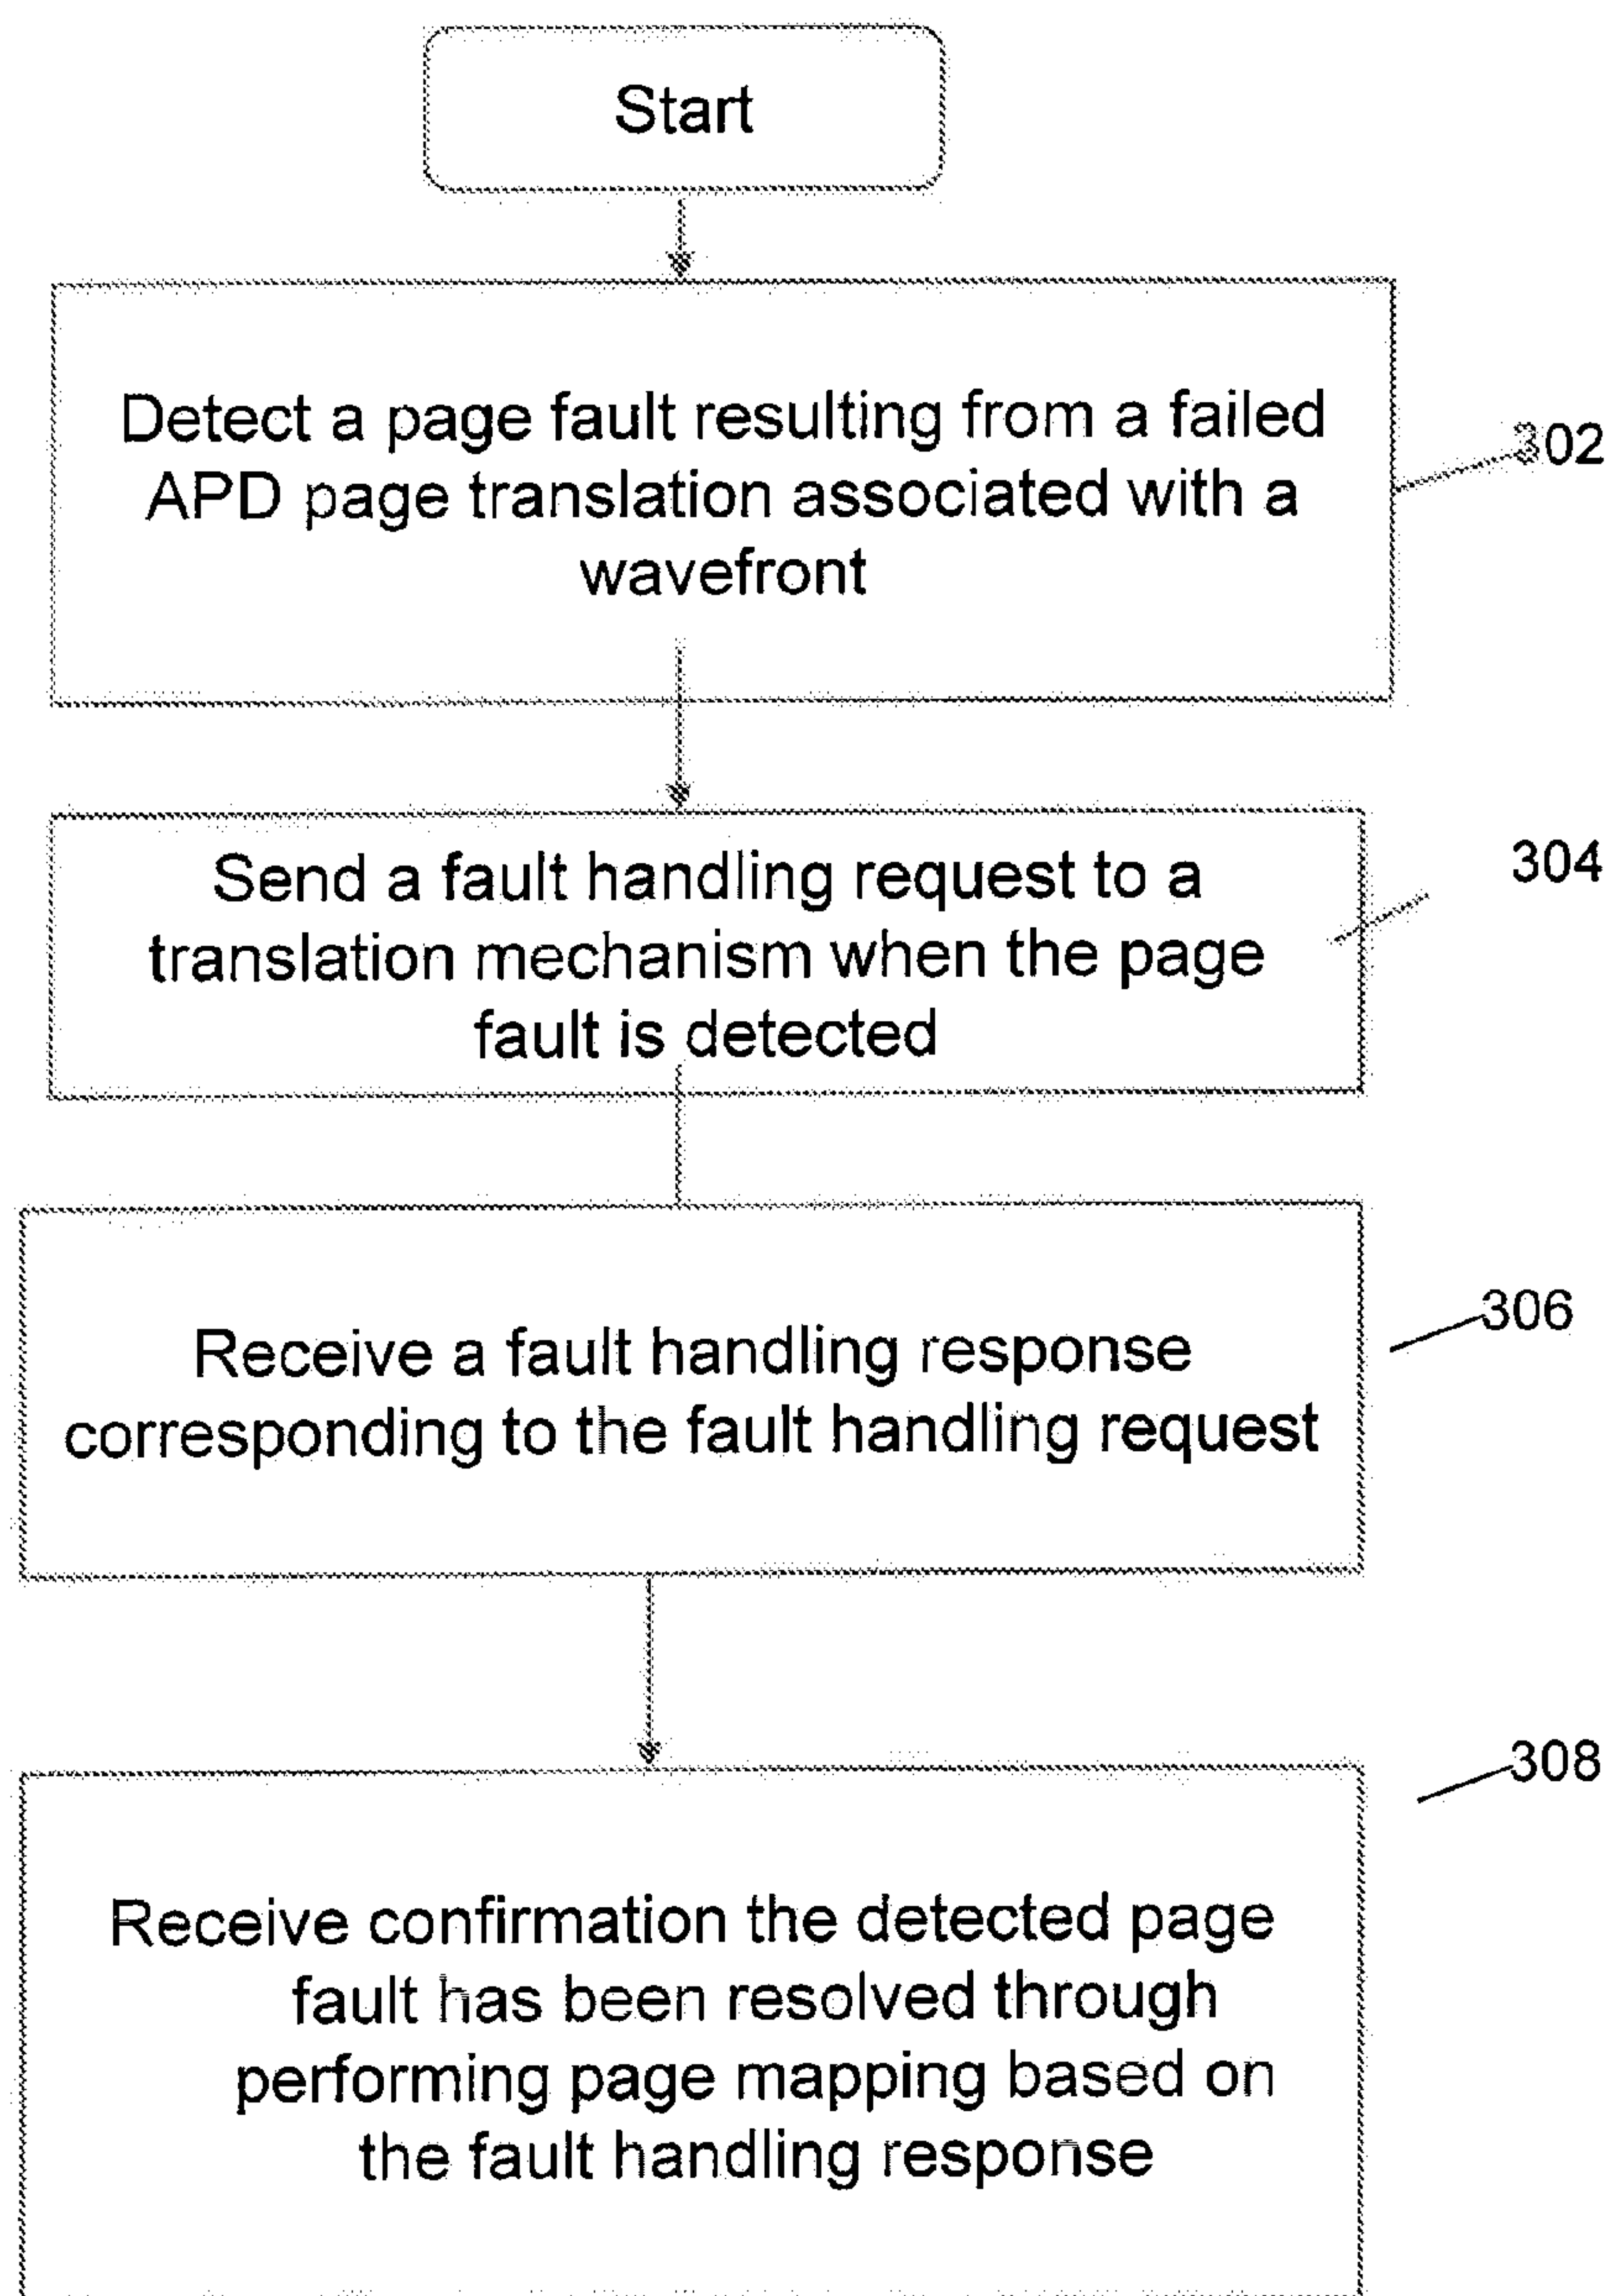 Start
Detect a page fault resulting from a failed
APD page translation associated with a
wavefront
302
Send a fault handling request to a
translation mechanism when the page
fault is detected
304
Receive a fault handling response
corresponding to the fault handling request
306
Receive confirmation the detected page
fault has been resolved through
performing page mapping based on
the fault handling response
308